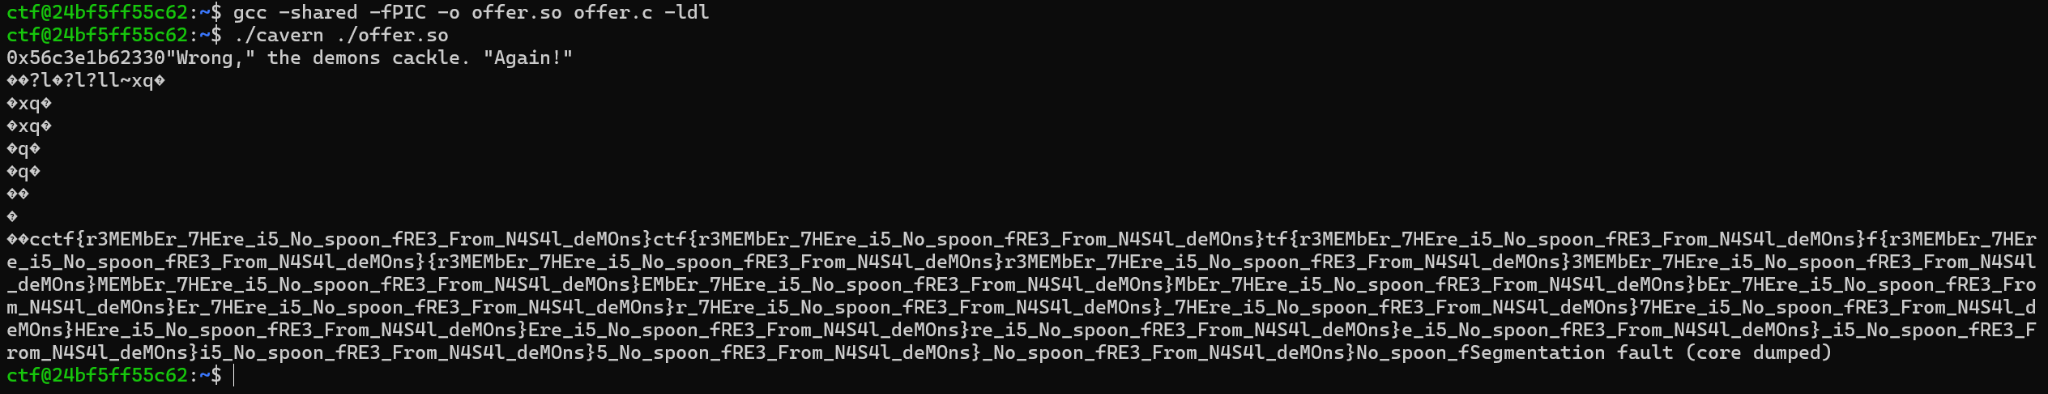 ctf@24bf5ff55c62:~$ gcc -shared -fPIC -o offer.so offer.c -ldl
ctf@24bf5ff55c62:~$ ./cavern ./offer.so
0x56c3e1b62330"Wrong," the demons cackle. "Again!"
��?l�?l?ll~xq�
�xq�
�xq�
�q�
�q�
��
�
��cctf{r3MEMbEr_7HEre_i5_No_spoon_fRE3_From_N4S4l_deMOns}ctf{r3MEMbEr_7HEre_i5_No_spoon_fRE3_From_N4S4l_deMOns}tf{r3MEMbEr_7HEre_i5_No_spoon_fRE3_From_N4S4l_deMOns}f{r3MEMbEr_7HEr
e_i5_No_spoon_fRE3_From_N4S4l_deMOns}{r3MEMbEr_7HEre_i5_No_spoon_fRE3_From_N4S4l_deMOns}r3MEMbEr_7HEre_i5_No_spoon_fRE3_From_N4S4l_deMOns}3MEMbEr_7HEre_i5_No_spoon_fRE3_From_N4S4l
_deMOns}MEMbEr_7HEre_i5_No_spoon_fRE3_From_N4S4l_deMOns}EMbEr_7HEre_i5_No_spoon_fRE3_From_N4S4l_deMOns}MbEr_7HEre_i5_No_spoon_fRE3_From_N4S4l_deMOns}bEr_7HEre_i5_No_spoon_fRE3_Fro
m_N4S4l_deMOns}Er_7HEre_i5_No_spoon_fRE3_From_N4S4l_deMOns}r_7HEre_i5_No_spoon_fRE3_From_N4S4l_deMOns}_7HEre_i5_No_spoon_fRE3_From_N4S4l_deMOns}7HEre_i5_No_spoon_fRE3_From_N4S4l_d
eMOns}HEre_i5_No_spoon_fRE3_From_N4S4l_deMOns}Ere_i5_No_spoon_fRE3_From_N4S4l_deMOns}re_i5_No_spoon_fRE3_From_N4S4l_deMOns}e_i5_No_spoon_fRE3_From_N4S4l_deMOns}_i5_No_spoon_fRE3_F
rom_N4S4l_deMOns}i5_No_spoon_fRE3_From_N4S4l_deMOns}5_No_spoon_fRE3_From_N4S4l_deMOns}_No_spoon_fRE3_From_N4S4l_deMOns}No_spoon_fSegmentation fault (core dumped)
ctf@24bf5ff55c62:~$